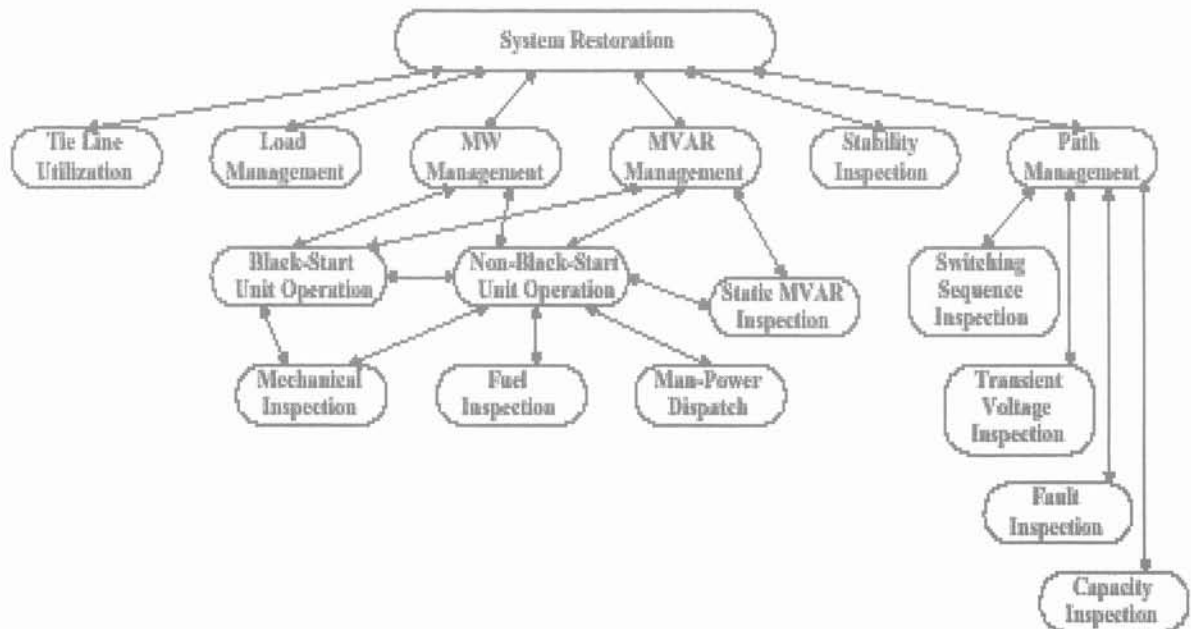 System Restoration
Tie Line
Utilization
Load
Management
MW
Management
MVAR
Management
Stability
Inspection
Path
Management
Black-Start
Unit Operation
Non-Black-Start
Unit Operation
Static MVAR
Inspection
Switching
Sequence
Inspection
Mechanical
Inspection
Fuel
Inspection
Man-Power
Dispatch
Transient
Voltage
Inspection
Fault
Inspection
Capacity
Inspection